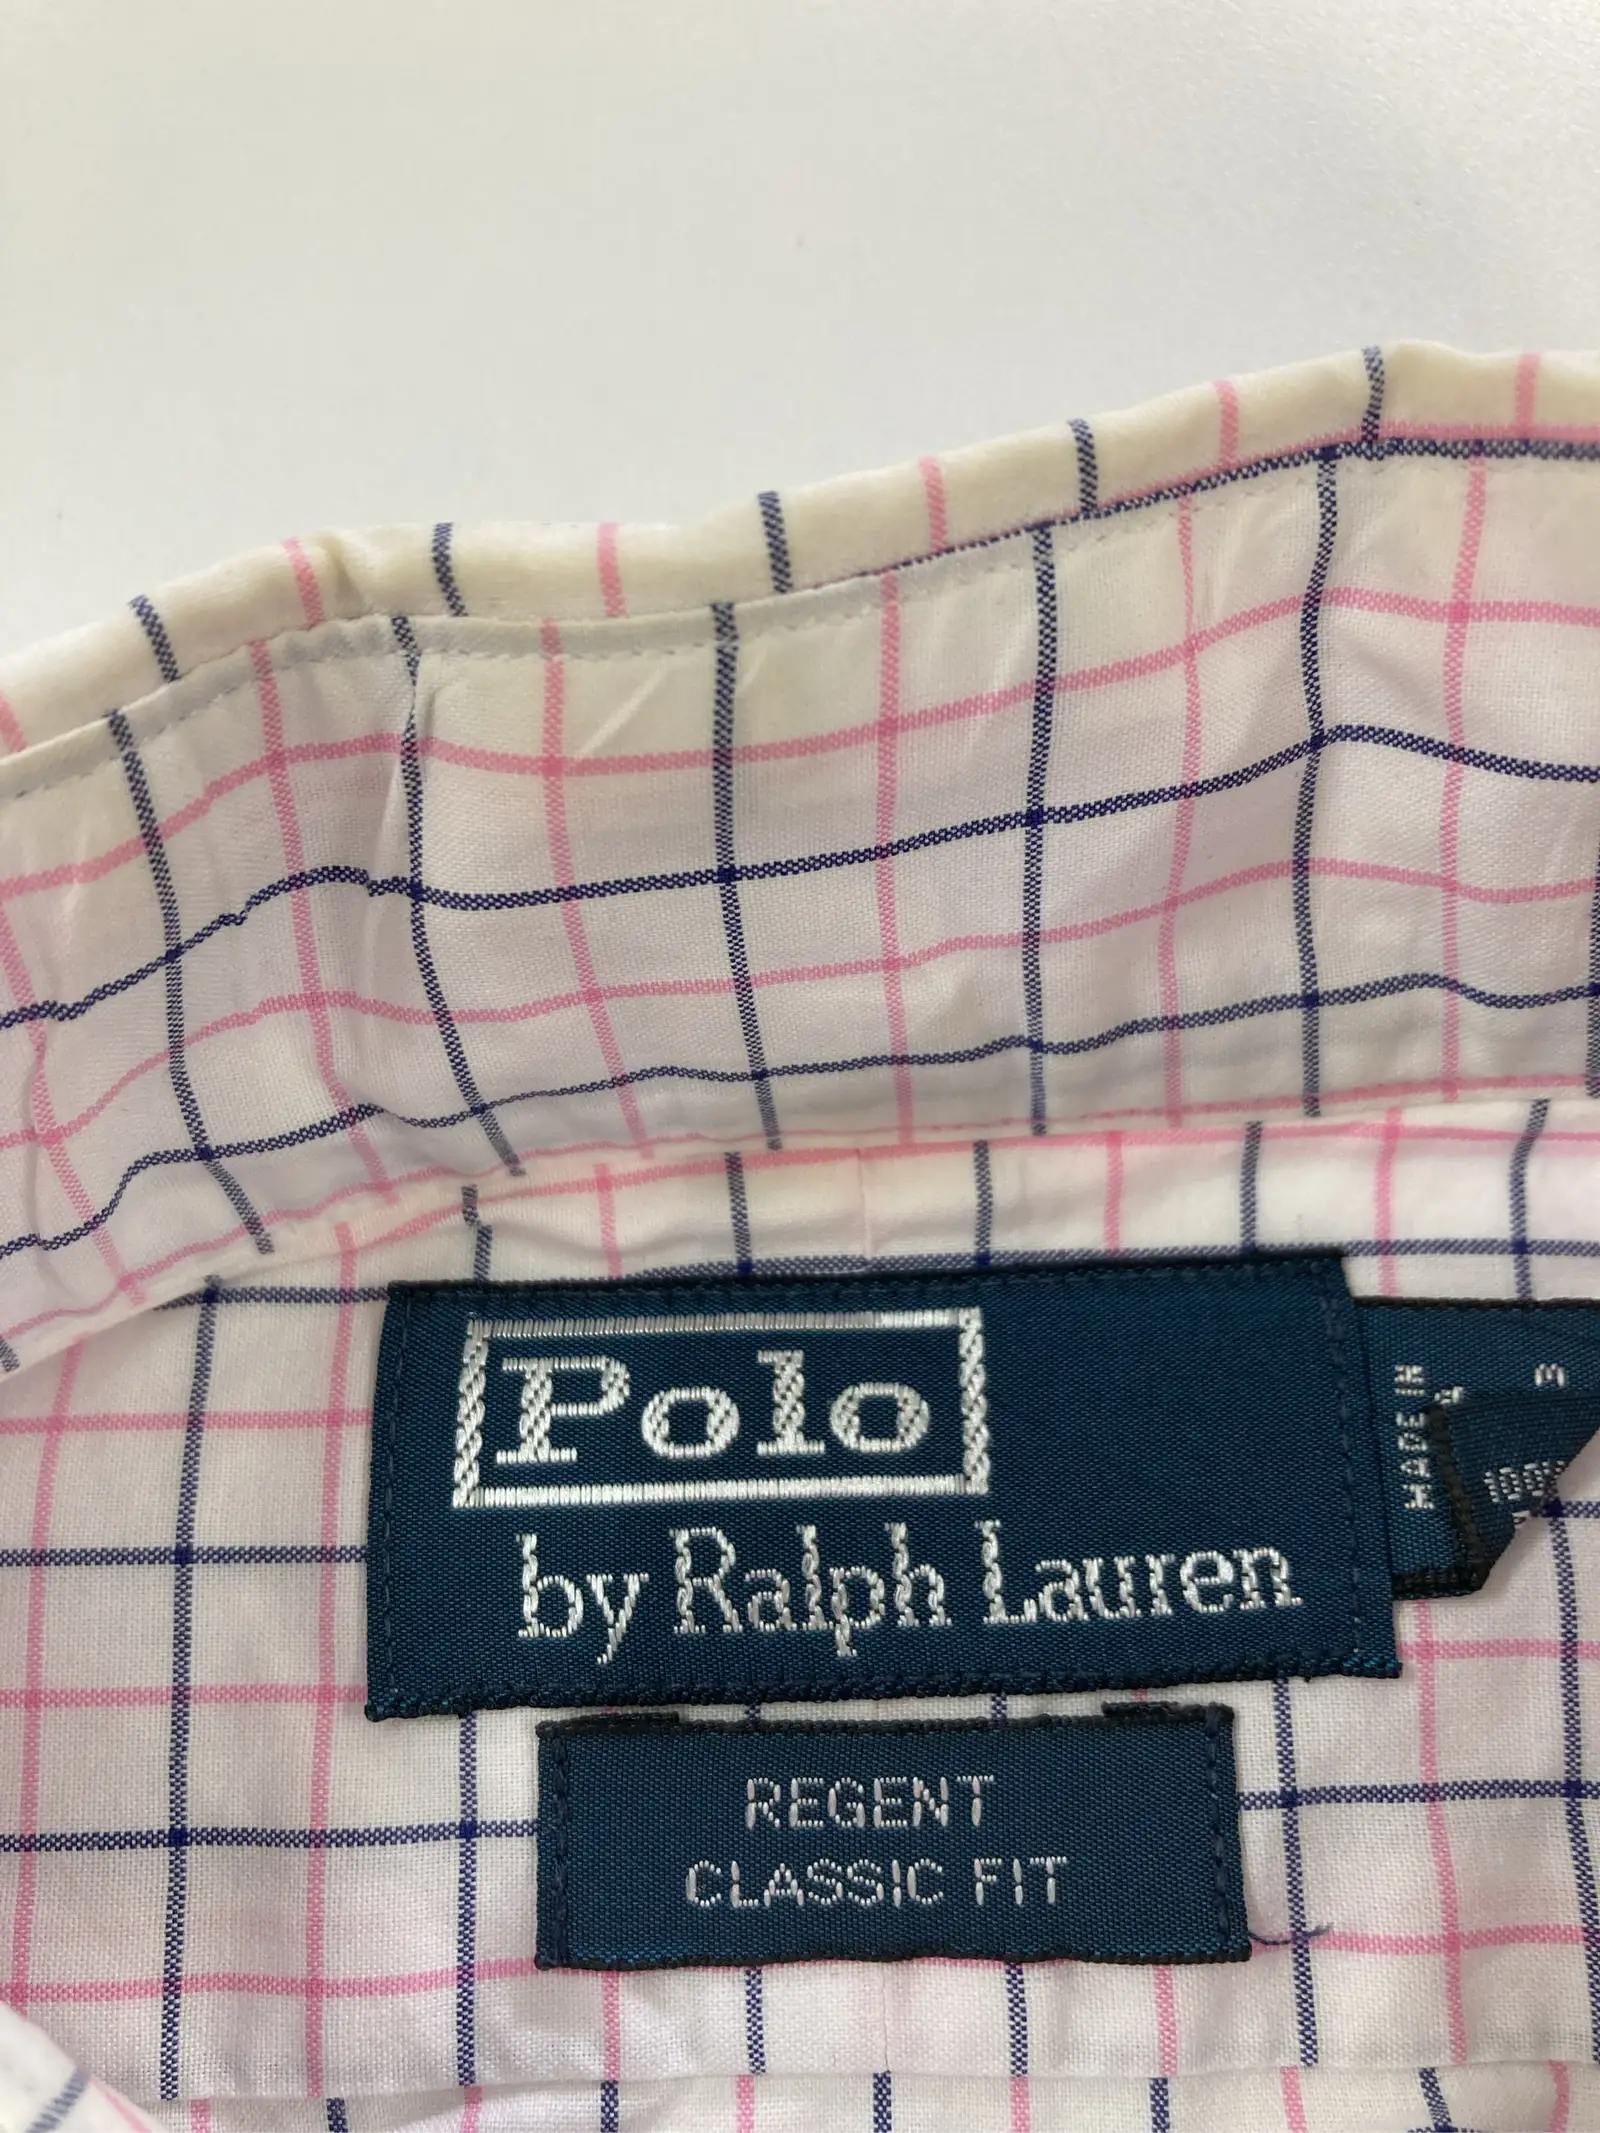 Polo
by Ralph Lauren
REGENT
CLASSIC FIT
MADE IN